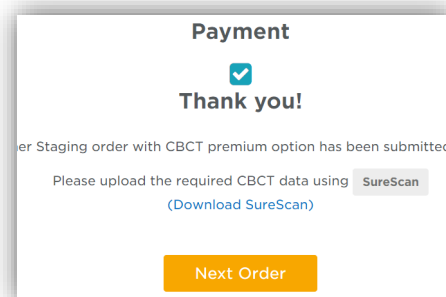 Payment
Thank you!
er Staging order with CBCT premium option has been submitted
Please upload the required CBCT data using SureScan
(Download SureScan)
Next Order